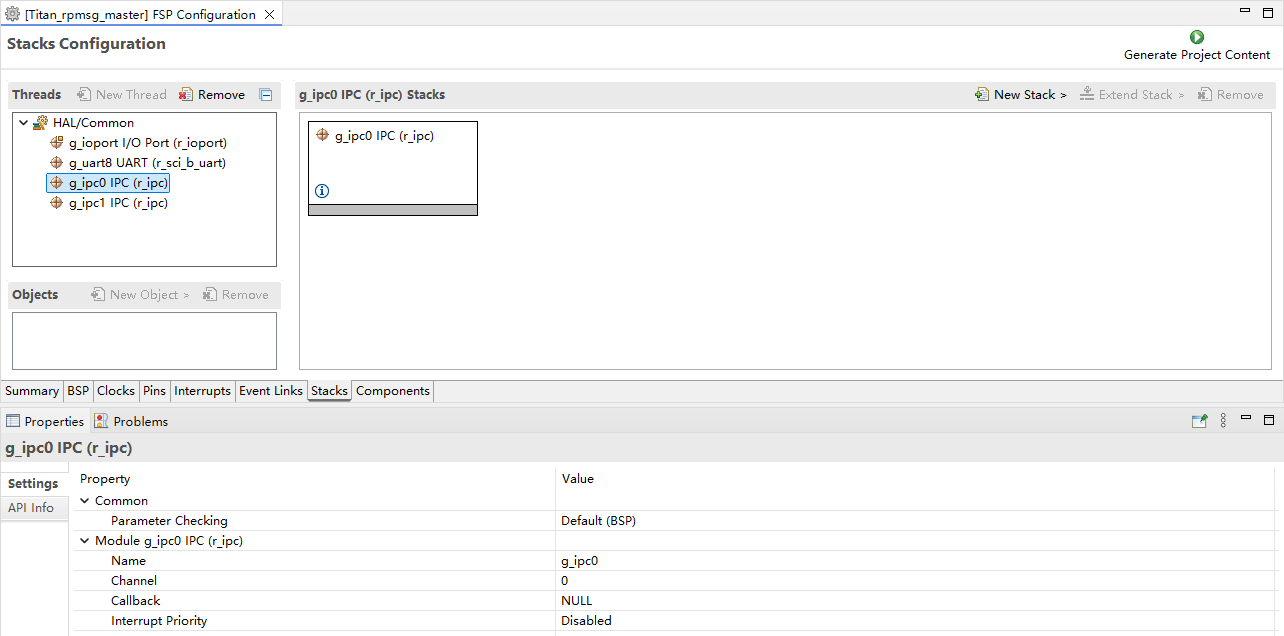 [Titan_rpmsg_master] FSP Configuration
Stacks Configuration
Generate Project Content
Threads New Thread Remove
HAL/Common
g_ioport I/O Port (r_ioport)
g_uart8 UART (r_sci_b_uart)
g_ipc0 IPC (r_ipc)
g_ipc1 IPC (r_ipc)
Objects New Object > Remove
g_ipc0 IPC (r_ipc) Stacks New Stack > Extend Stack > Remove
g_ipc0 IPC (r_ipc)
Summary BSP Clocks Pins Interrupts Event Links Stacks Components
Properties Problems
g_ipc0 IPC (r_ipc)
Settings
API Info
Property Value
Common
Parameter Checking Default (BSP)
Module g_ipc0 IPC (r_ipc)
Name g_ipc0
Channel 0
Callback NULL
Interrupt Priority Disabled